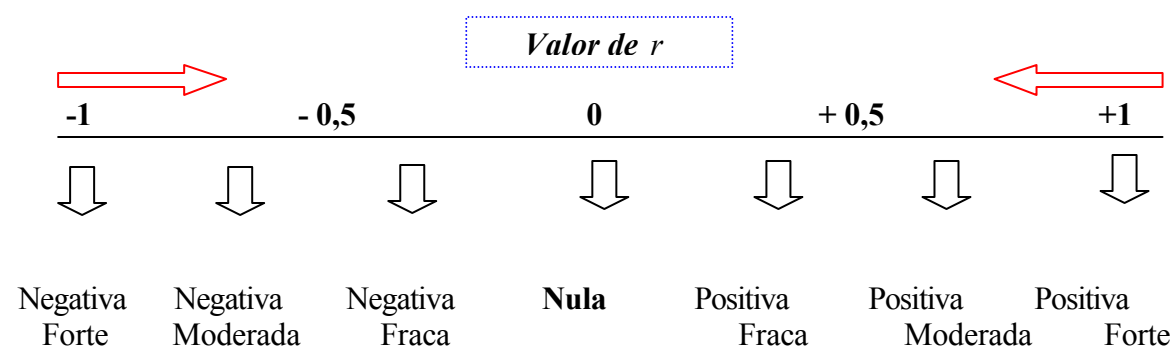 Valor de r
-1 - 0,5 0 + 0,5 +1
Negativa Negativa Negativa Nula Positiva Positiva Positiva
Forte Moderada Fraca Fraca Moderada Forte